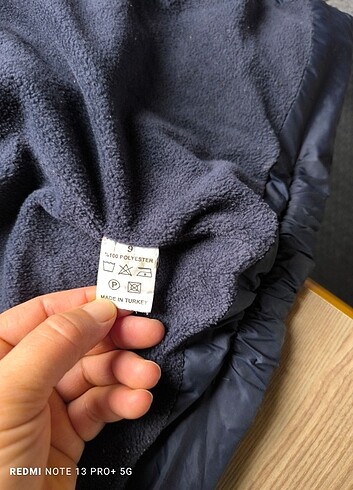 9
%100 POLYESTER
P
MADE IN TURKEY
REDMI NOTE 13 PRO+ 5G